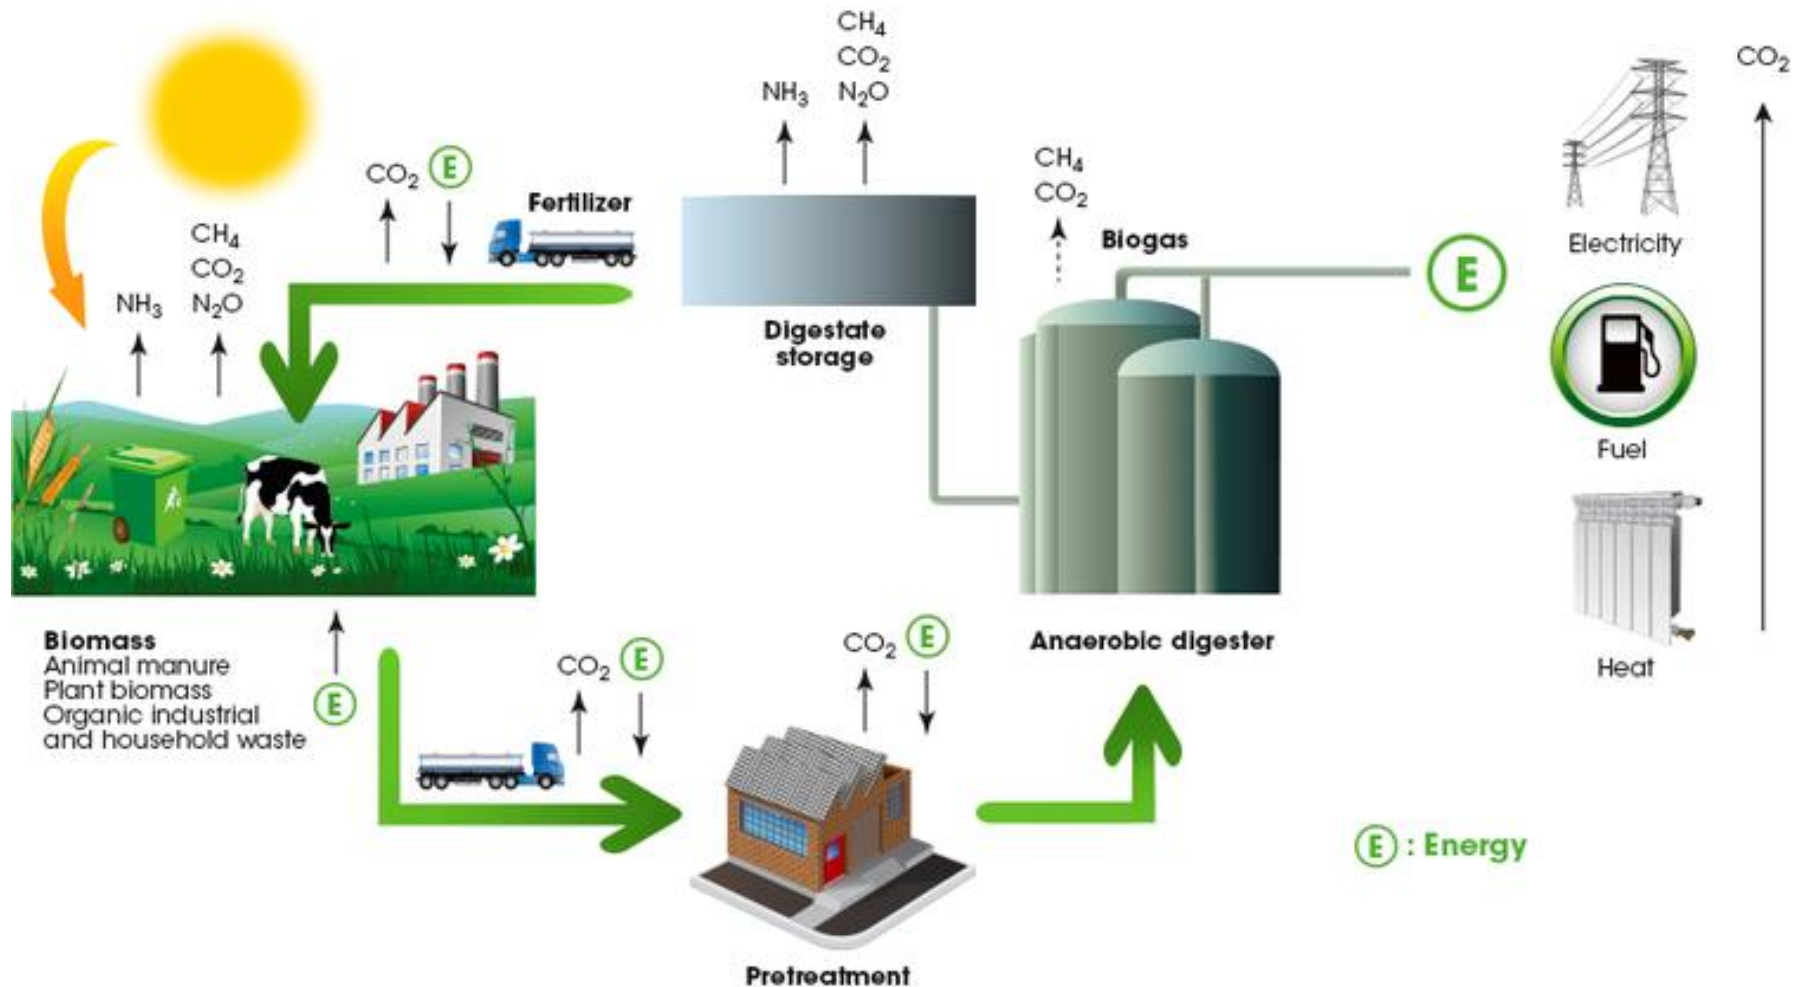 CH₄
CO₂
NH₃ N₂O
CO₂
CO₂ E
Fertilizer
CH₄
CO₂
Biogas
CH₄
CO₂
NH₃ N₂O
E
Electricity
Digestate
storage
Fuel
Biomass
Animal manure
Plant biomass
Organic industrial
and household waste
E
CO₂ E
CO₂ E
Anaerobic digester
Heat
E : Energy
Pretreatment